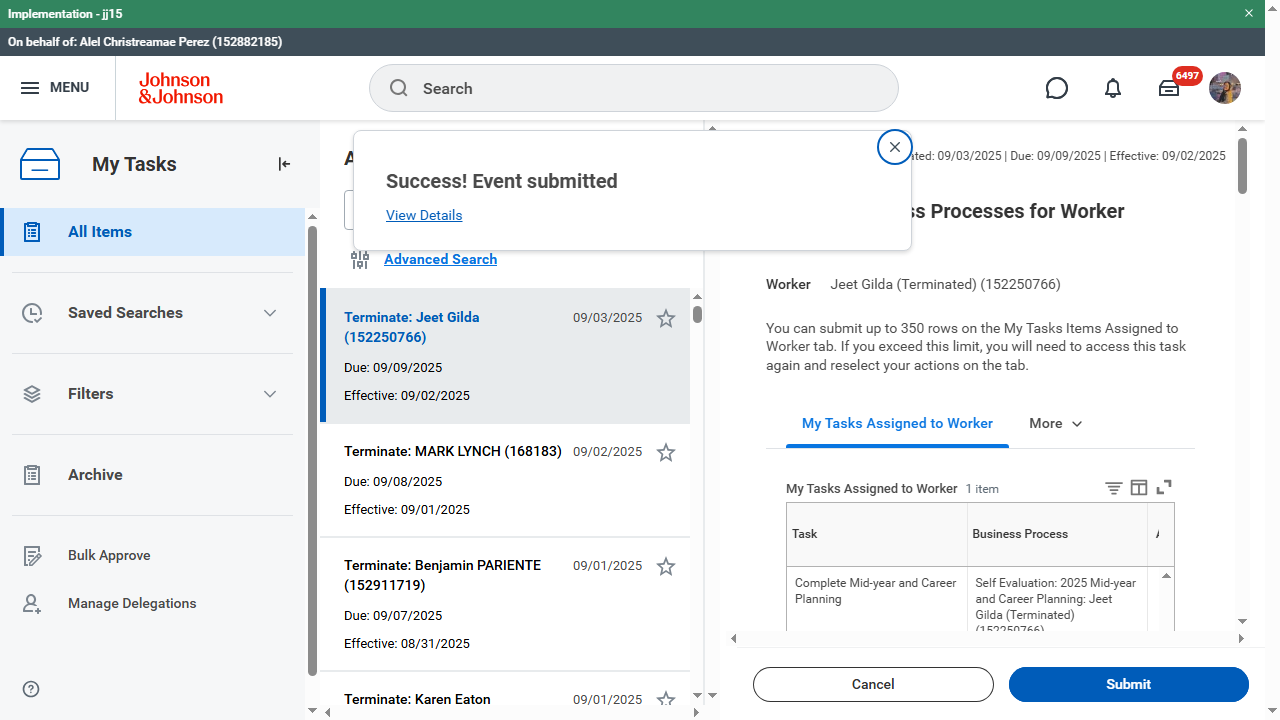 Implementation - jj15
On behalf of: Alel Christreamae Perez (152882185)
MENU
Johnson
&Johnson
Search
6497
My Tasks
All Items
Saved Searches
Filters
Archive
Bulk Approve
Manage Delegations
Success! Event submitted
View Details
Advanced Search
Terminate: Jeet Gilda
(152250766)
09/03/2025
Due: 09/09/2025
Effective: 09/02/2025
Terminate: MARK LYNCH (168183)
09/02/2025
Due: 09/08/2025
Effective: 09/01/2025
Terminate: Benjamin PARIENTE
(152911719)
09/01/2025
Due: 09/07/2025
Effective: 08/31/2025
Terminate: Karen Eaton
09/01/2025
09/03/2025 | Due: 09/09/2025 | Effective: 09/02/2025
Processes for Worker
Worker Jeet Gilda (Terminated) (152250766)
You can submit up to 350 rows on the My Tasks Items Assigned to
Worker tab. If you exceed this limit, you will need to access this task
again and reselect your actions on the tab.
My Tasks Assigned to Worker
More
My Tasks Assigned to Worker 1 item
Task
Business Process
Complete Mid-year and Career
Planning
Self Evaluation: 2025 Mid-year
and Career Planning: Jeet
Gilda (Terminated)
(152250766)
Cancel
Submit